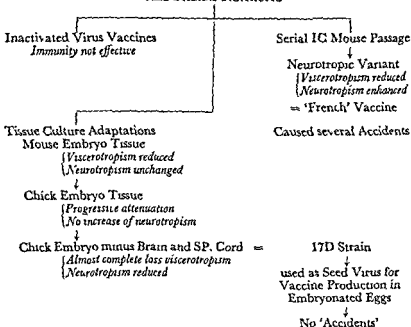 Inactivated Virus Vaccines
Immunity not effective
Serial IC Mouse Passage
Neurotropic Variant
{Viscerotropism reduced
{Neurotropism enhanced
= 'French' Vaccine
Caused several Accidents
Tissue Culture Adaptations
Mouse Embryo Tissue
{Viscerotropism reduced
{Neurotropism unchanged
Chick Embryo Tissue
{Progressive attenuation
{No increase of neurotropism
Chick Embryo minus Brain and SP. Cord = 17D Strain
{Almost complete loss viscerotropism
{Neurotropism reduced
used as Seed Virus for
Vaccine Production in
Embryonated Eggs
No 'Accidents'